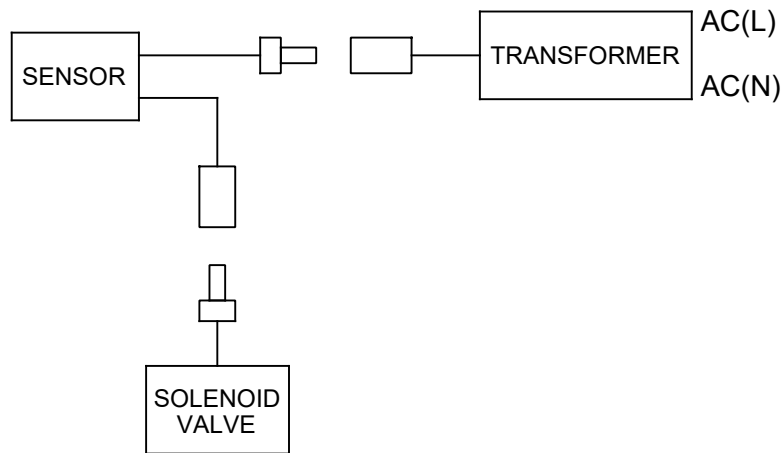 AC(L)
SENSOR
TRANSFORMER
AC(N)
SOLENOID
VALVE